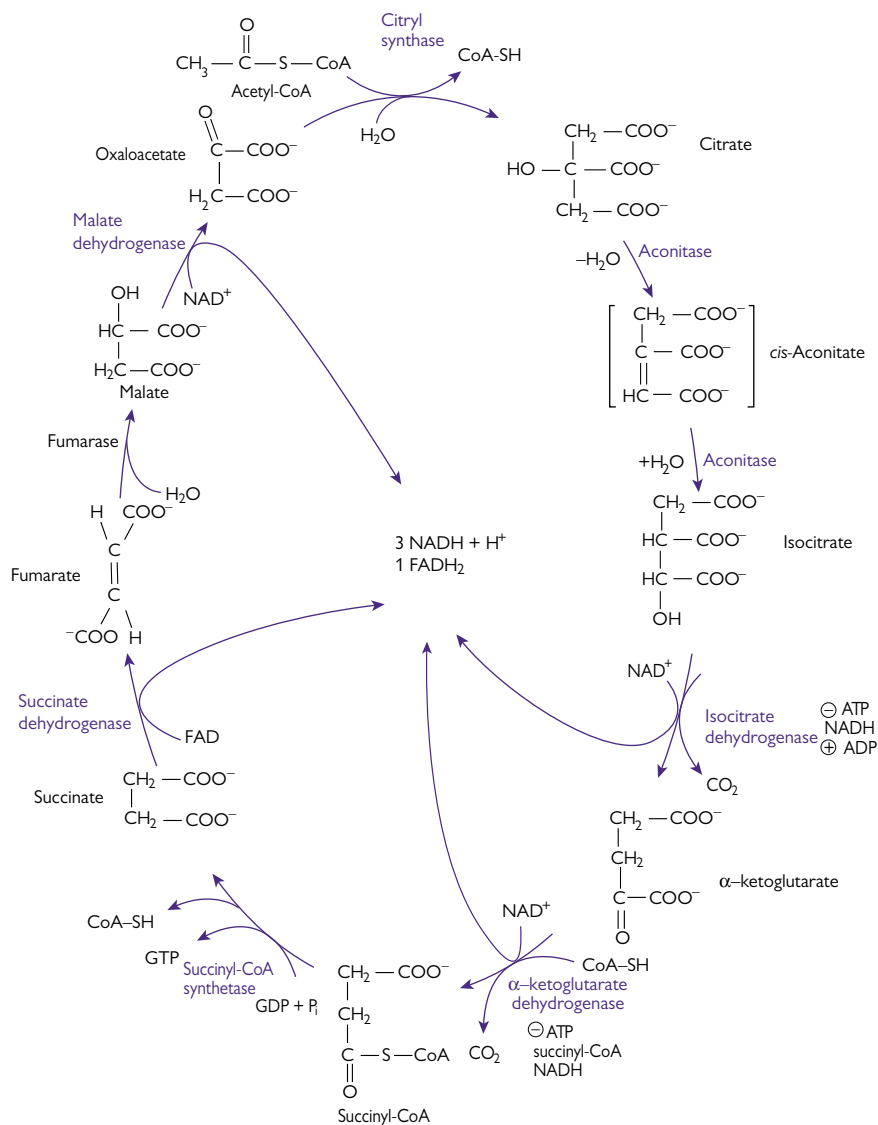 Citryl
synthase
O
CH₃ — C — S — CoA
Acetyl-CoA
CoA-SH
H₂O
O
Oxaloacetate
C — COO⁻
H₂C — COO⁻
CH₂ — COO⁻
HO — C — COO⁻
CH₂ — COO⁻
Citrate
Malate
dehydrogenase
NAD⁺
–H₂O
Aconitase
OH
HC — COO⁻
H₂C — COO⁻
Malate
CH₂ — COO⁻
C — COO⁻
HC — COO⁻
cis-Aconitate
Fumarase
H₂O
+H₂O
Aconitase
H
COO⁻
C
C
⁻COO
H
Fumarate
3 NADH + H⁺
1 FADH₂
CH₂ — COO⁻
HC — COO⁻
HC — COO⁻
OH
Isocitrate
NAD⁺
Isocitrate
dehydrogenase
⊖ ATP
NADH
⊕ ADP
CO₂
Succinate
dehydrogenase
FAD
CH₂ — COO⁻
CH₂ — COO⁻
Succinate
CH₂ — COO⁻
CH₂
C — COO⁻
O
α–ketoglutarate
NAD⁺
CoA–SH
α–ketoglutarate
dehydrogenase
⊖ ATP
succinyl-CoA
NADH
CO₂
CoA–SH
GTP
Succinyl-CoA
synthetase
GDP + Pᵢ
CH₂ — COO⁻
CH₂
C — S — CoA
O
Succinyl-CoA